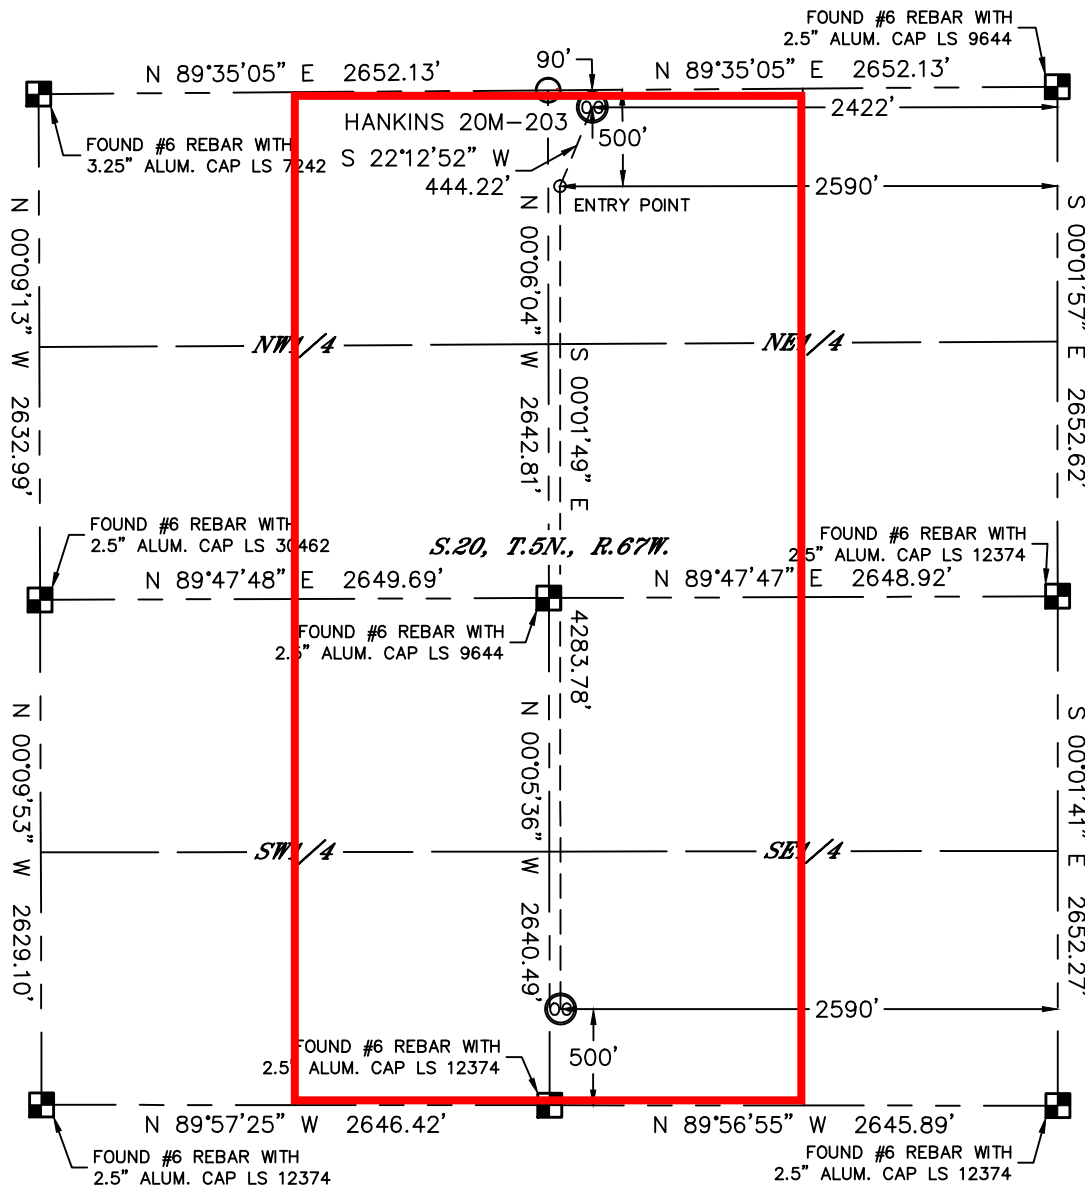 FOUND #6 REBAR WITH
2.5" ALUM. CAP LS 9644
N 89°35'05" E 2652.13'
90'
N 89°35'05" E 2652.13'
2422'
HANKINS 20M-203
500'
FOUND #6 REBAR WITH
3.25" ALUM. CAP LS 7242
S 22°12'52" W
444.22'
2590'
ENTRY POINT
N 00°09'13" W 2632.99'
N 00°06'04" W 2642.81'
S 00°01'49" E 4283.78'
S 00°01'57" E 2652.62'
NW1/4
NE1/4
FOUND #6 REBAR WITH
2.5" ALUM. CAP LS 30462
S.20, T.5N., R.67W.
FOUND #6 REBAR WITH
2.5" ALUM. CAP LS 12374
N 89°47'48" E 2649.69'
N 89°47'47" E 2648.92'
FOUND #6 REBAR WITH
2.5" ALUM. CAP LS 9644
N 00°09'53" W 2629.10'
N 00°05'36" W 2640.49'
S 00°01'41" E 2652.27'
SW1/4
SE1/4
2590'
500'
FOUND #6 REBAR WITH
2.5" ALUM. CAP LS 12374
N 89°57'25" W 2646.42'
N 89°56'55" W 2645.89'
FOUND #6 REBAR WITH
2.5" ALUM. CAP LS 12374
FOUND #6 REBAR WITH
2.5" ALUM. CAP LS 12374